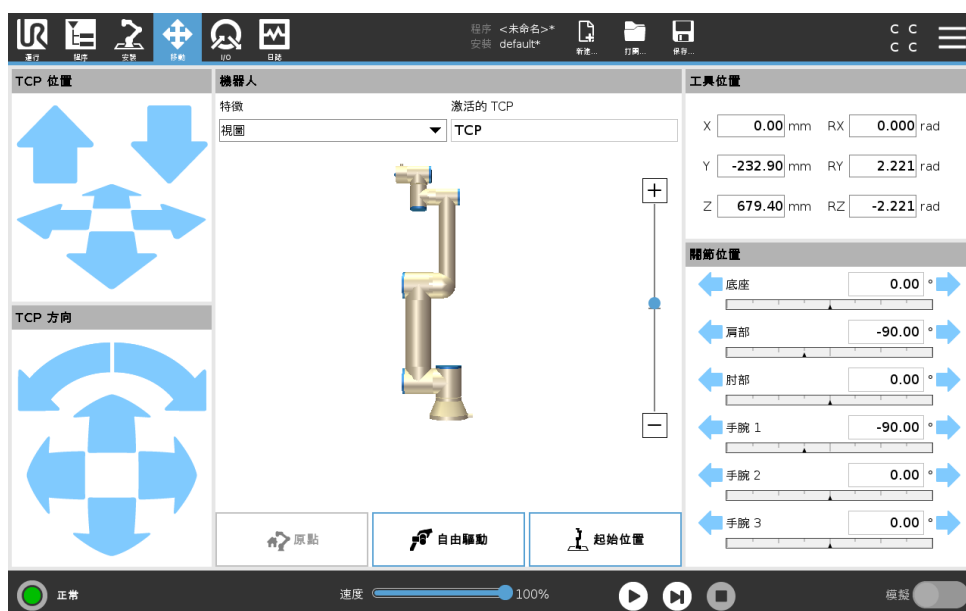 UR
運行
程序
安裝
移動
I/O
日誌
程序 <未命名>*
安裝 default*
新建...
打開...
保存...
C C
C C
TCP 位置
機器人
特徵
激活的 TCP
視圖
TCP
TCP 方向
原點
自由驅動
起始位置
工具位置
X 0.00 mm RX 0.000 rad
Y -232.90 mm RY 2.221 rad
Z 679.40 mm RZ -2.221 rad
關節位置
底座 0.00 °
肩部 -90.00 °
肘部 0.00 °
手腕 1 -90.00 °
手腕 2 0.00 °
手腕 3 0.00 °
正常
速度 100%
模擬